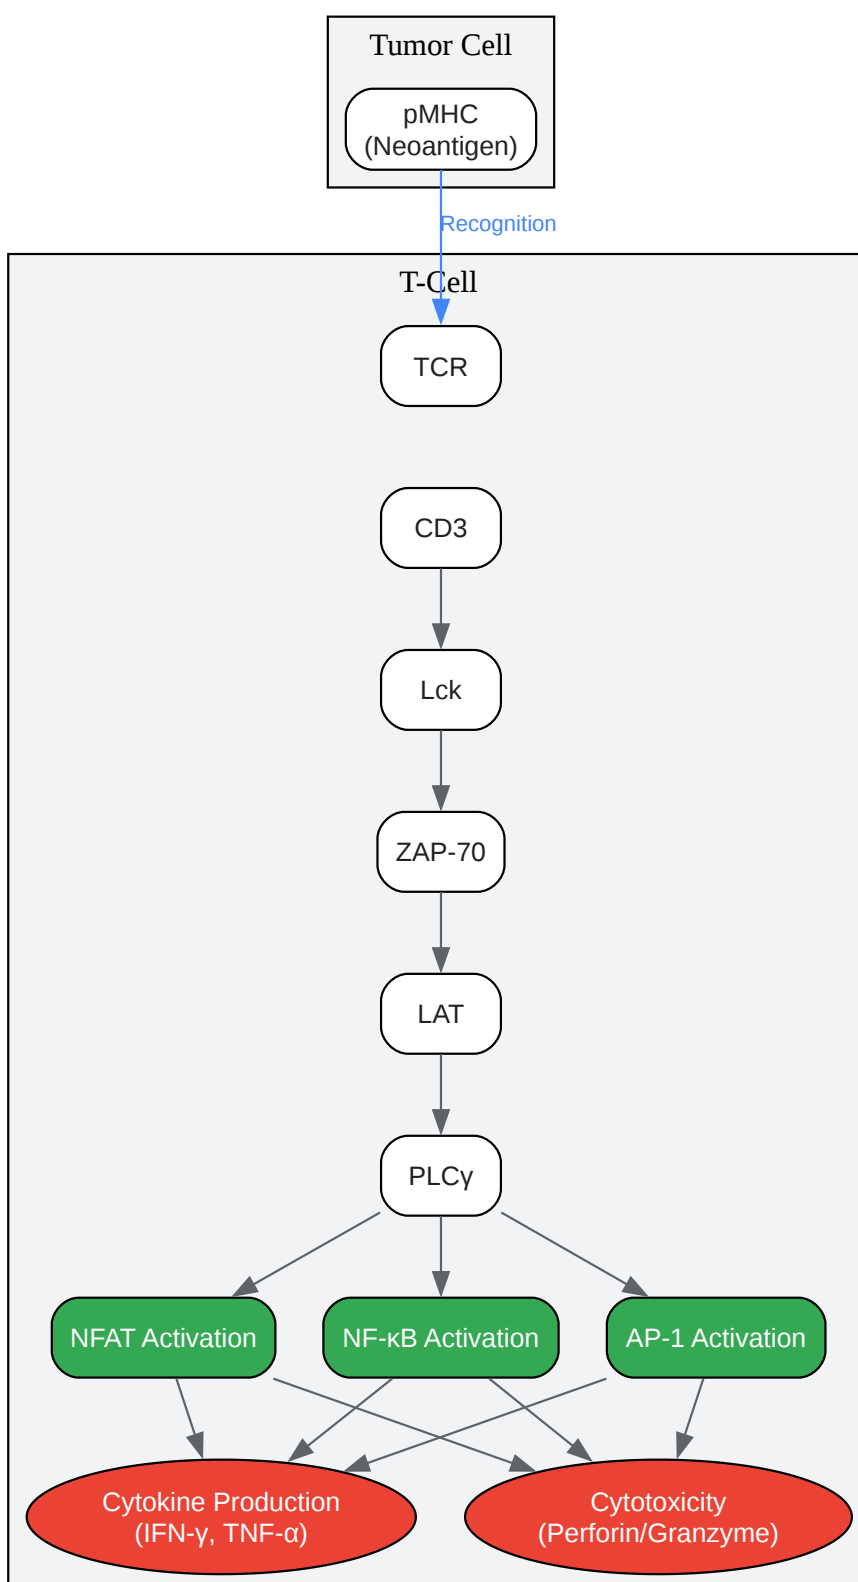 Tumor Cell
pMHC
(Neoantigen)
Recognition
T-Cell
TCR
CD3
Lck
ZAP-70
LAT
PLCγ
NFAT Activation
NF-κB Activation
AP-1 Activation
Cytokine Production
(IFN-γ, TNF-α)
Cytotoxicity
(Perforin/Granzyme)